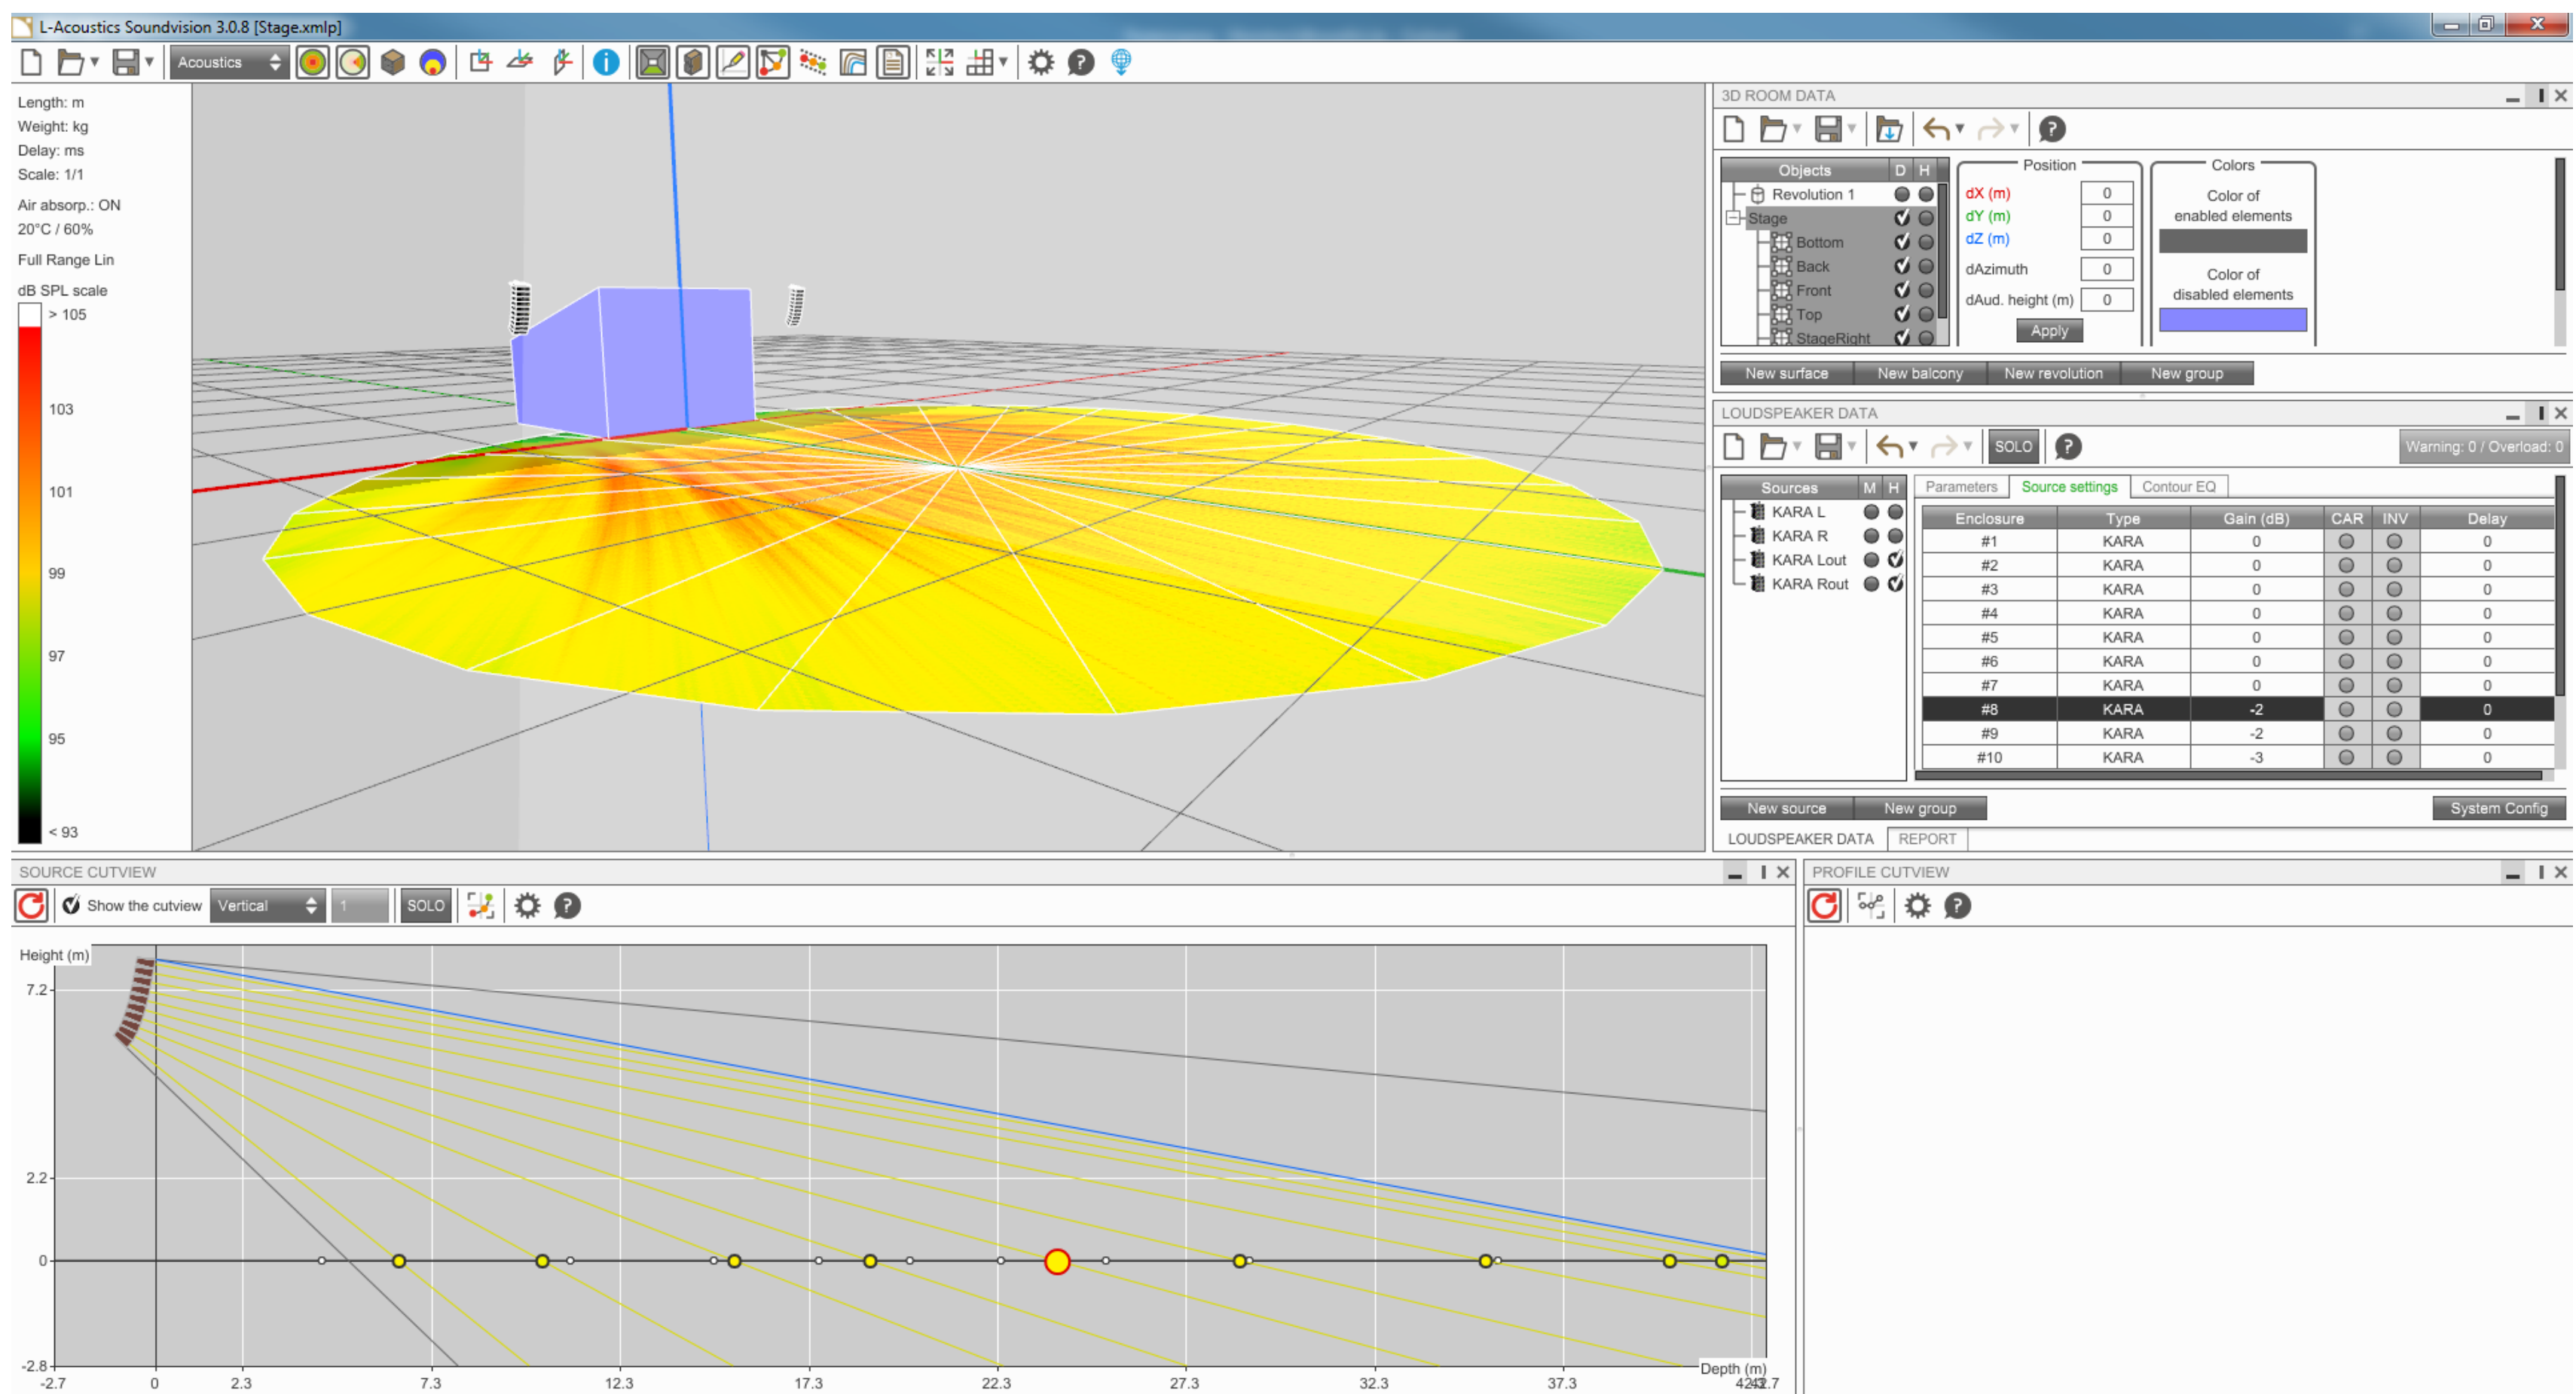 L-Acoustics Soundvision 3.0.8 [Stage.xmlp]
Acoustics
Length: m
Weight: kg
Delay: ms
Scale: 1/1
Air absorp.: ON
20°C / 60%
Full Range Lin
dB SPL scale
> 105
103
101
99
97
95
< 93
3D ROOM DATA
Objects D H
Revolution 1
Stage
Bottom
Back
Front
Top
StageRight
Position
dX (m) 0
dY (m) 0
dZ (m) 0
dAzimuth 0
dAud. height (m) 0
Apply
Colors
Color of
enabled elements
Color of
disabled elements
New surface New balcony New revolution New group
LOUDSPEAKER DATA
SOLO
Warning: 0 / Overload: 0
Sources M H
KARA L
KARA R
KARA Lout
KARA Rout
Parameters Source settings Contour EQ
Enclosure Type Gain (dB) CAR INV Delay
#1 KARA 0 0
#2 KARA 0 0
#3 KARA 0 0
#4 KARA 0 0
#5 KARA 0 0
#6 KARA 0 0
#7 KARA 0 0
#8 KARA -2 0
#9 KARA -2 0
#10 KARA -3 0
New source New group System Config
LOUDSPEAKER DATA REPORT
SOURCE CUTVIEW
Show the cutview Vertical 1 SOLO
Height (m)
7.2
2.2
0
-2.8
Depth (m)
-2.7 0 2.3 7.3 12.3 17.3 22.3 27.3 32.3 37.3
PROFILE CUTVIEW